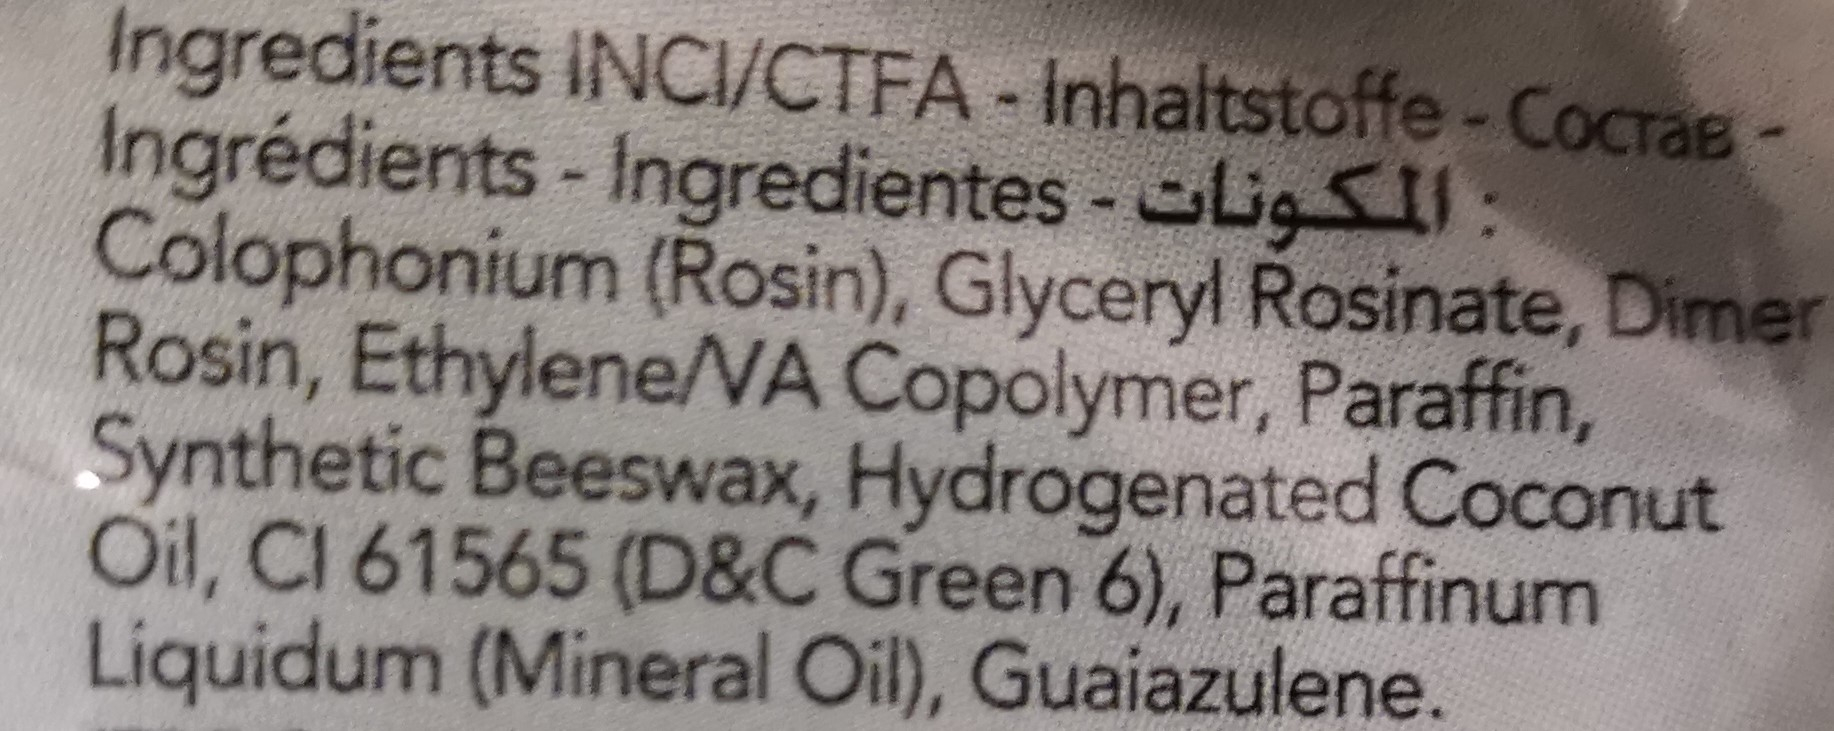 Ingredients INCI/CTFA - Inhaltstoffe - Состав -
Ingrédients - Ingredientes - المكونات :
Colophonium (Rosin), Glyceryl Rosinate, Dimer
Rosin, Ethylene/VA Copolymer, Paraffin,
Synthetic Beeswax, Hydrogenated Coconut
Oil, CI 61565 (D&C Green 6), Paraffinum
Liquidum (Mineral Oil), Guaiazulene.